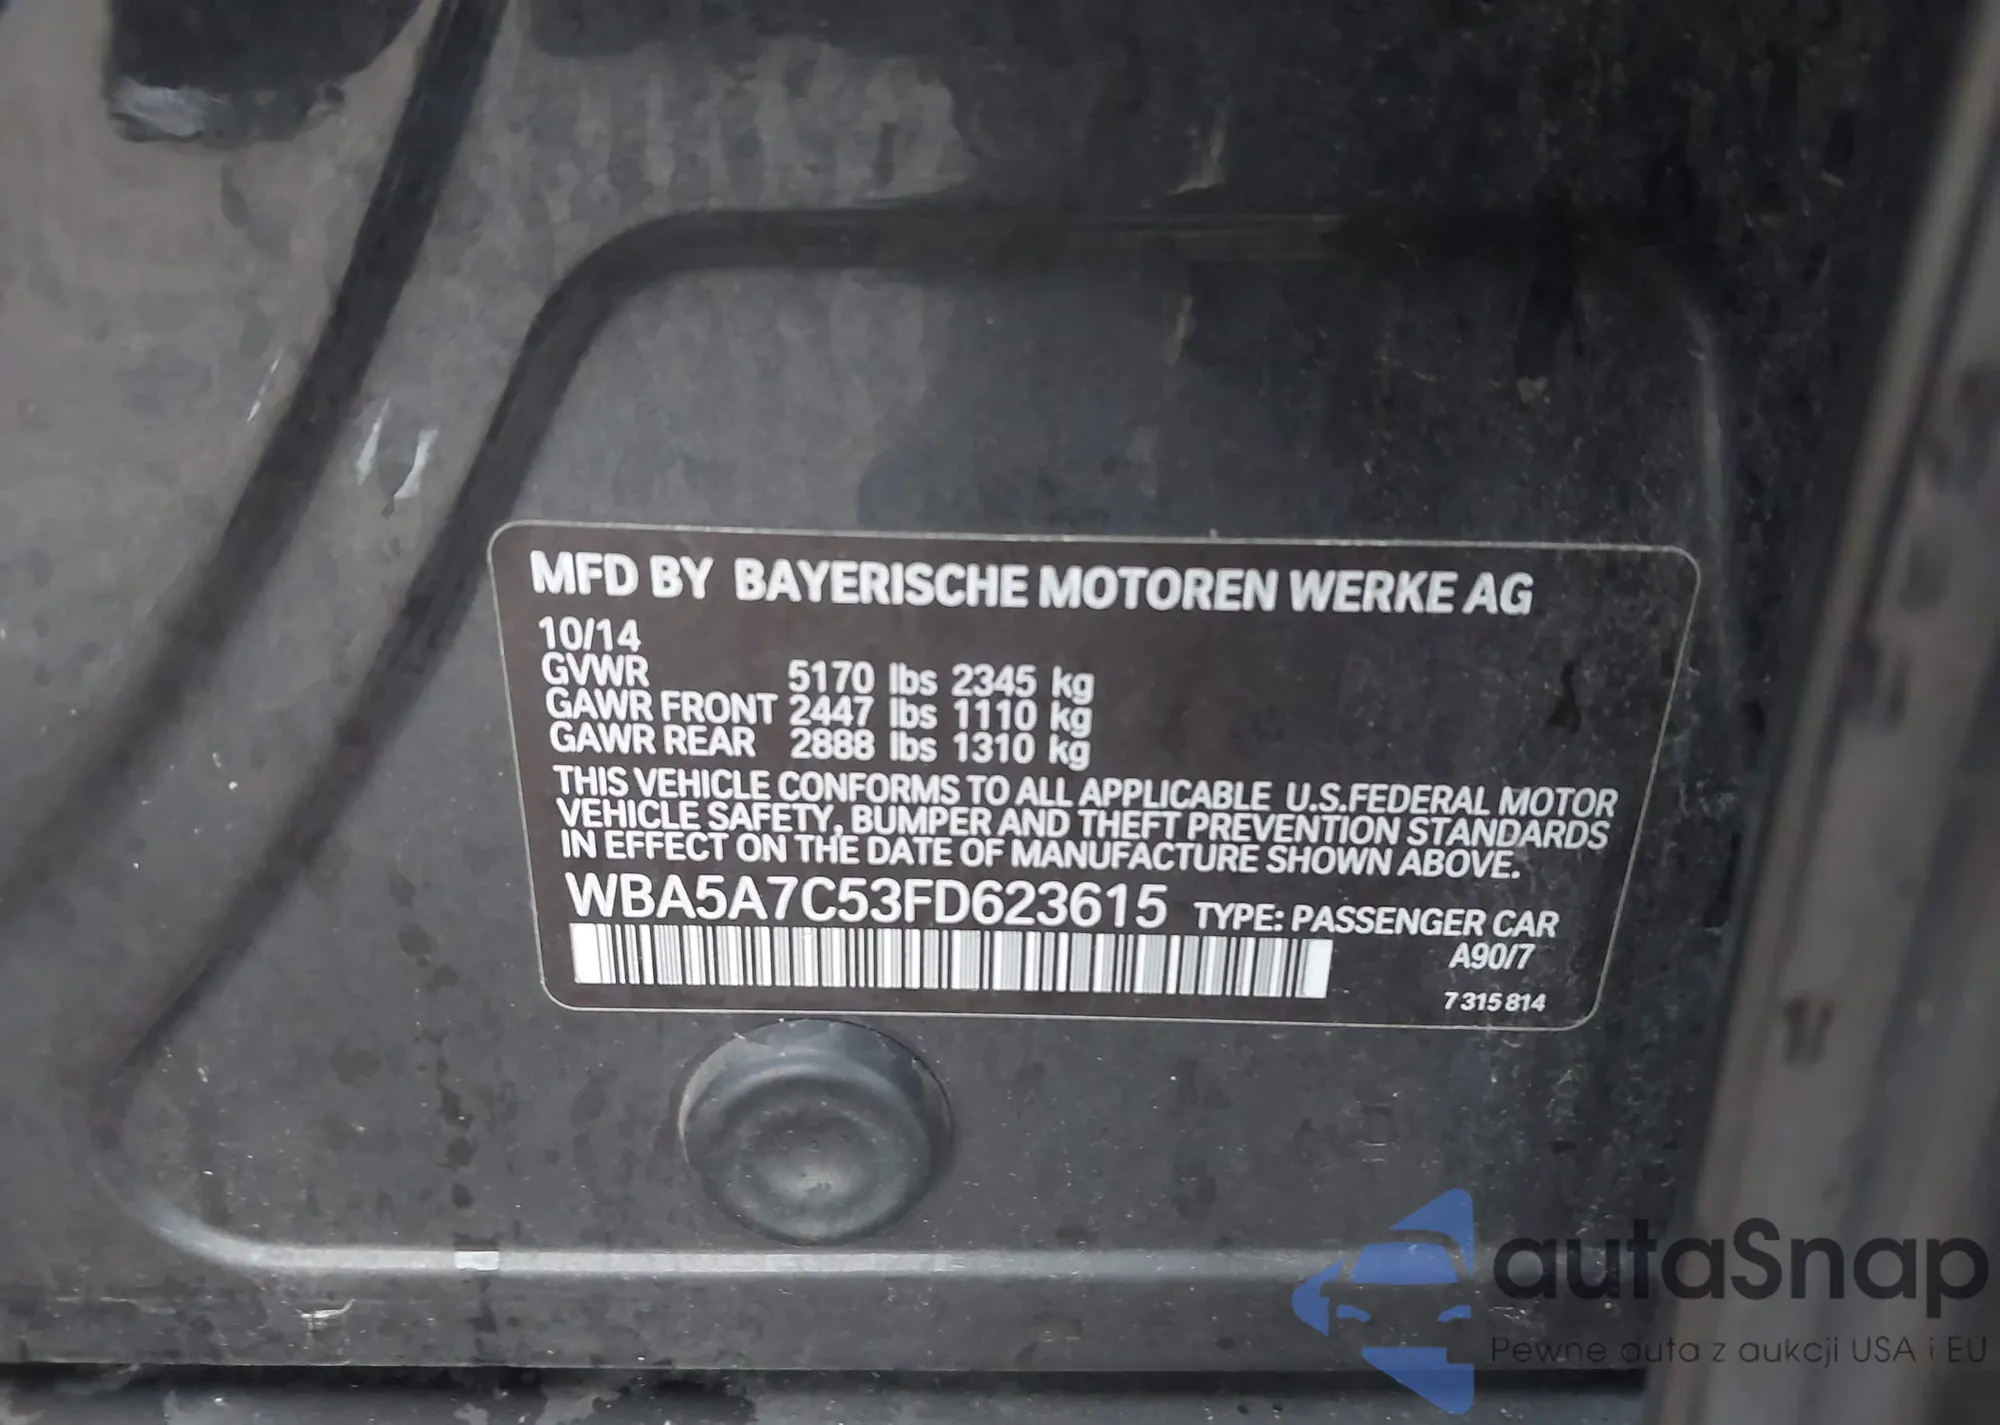 MFD BY BAYERISCHE MOTOREN WERKE AG
10/14
GVWR 5170 lbs 2345 kg
GAWR FRONT 2447 lbs 1110 kg
GAWR REAR 2888 lbs 1310 kg
THIS VEHICLE CONFORMS TO ALL APPLICABLE U.S.FEDERAL MOTOR
VEHICLE SAFETY, BUMPER AND THEFT PREVENTION STANDARDS
IN EFFECT ON THE DATE OF MANUFACTURE SHOWN ABOVE.
WBA5A7C53FD623615 TYPE: PASSENGER CAR
A90/7
7 315 814
autaSnap
Pewne auta z aukcji USA i EU